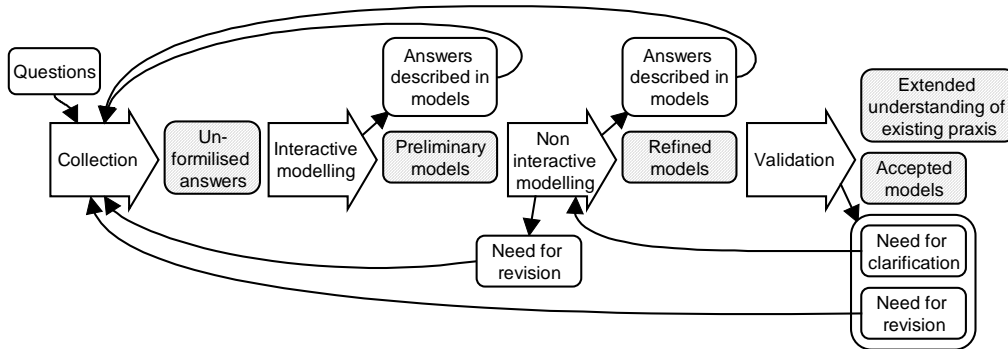 Questions
Collection
Un-
formilised
answers
Interactive
modelling
Answers
described in
models
Preliminary
models
Non
interactive
modelling
Need for
revision
Answers
described in
models
Refined
models
Validation
Extended
understanding of
existing praxis
Accepted
models
Need for
clarification
Need for
revision